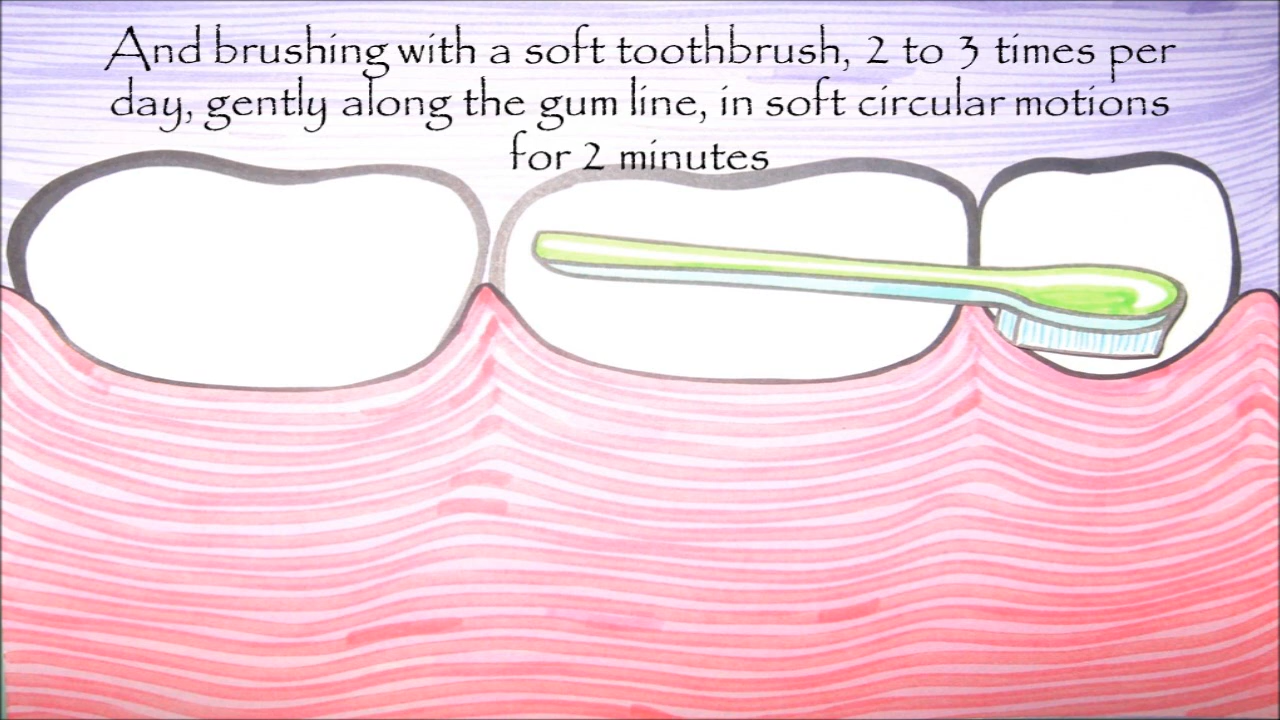 And brushing with a soft toothbrush, 2 to 3 times per
day, gently along the gum line, in soft circular motions
for 2 minutes